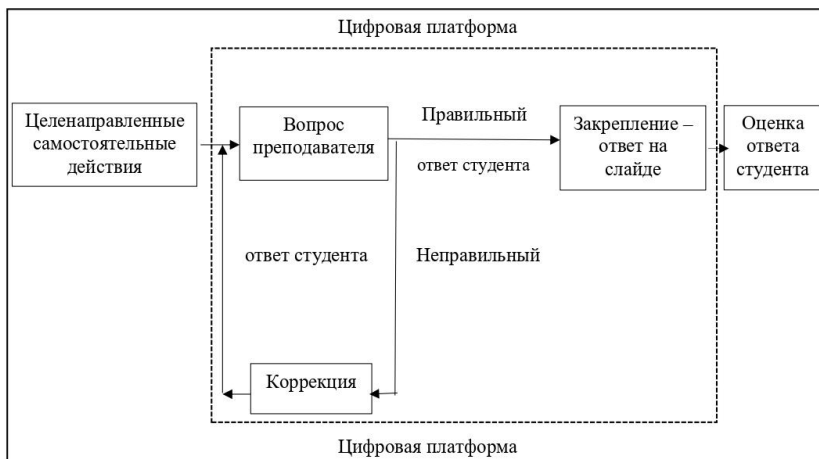 Цифровая платформа
Целенаправленные
самостоятельные
действия
Вопрос
преподавателя
Правильный
ответ студента
Закрепление –
ответ на
слайде
Оценка
ответа
студента
ответ студента
Неправильный
Коррекция
Цифровая платформа